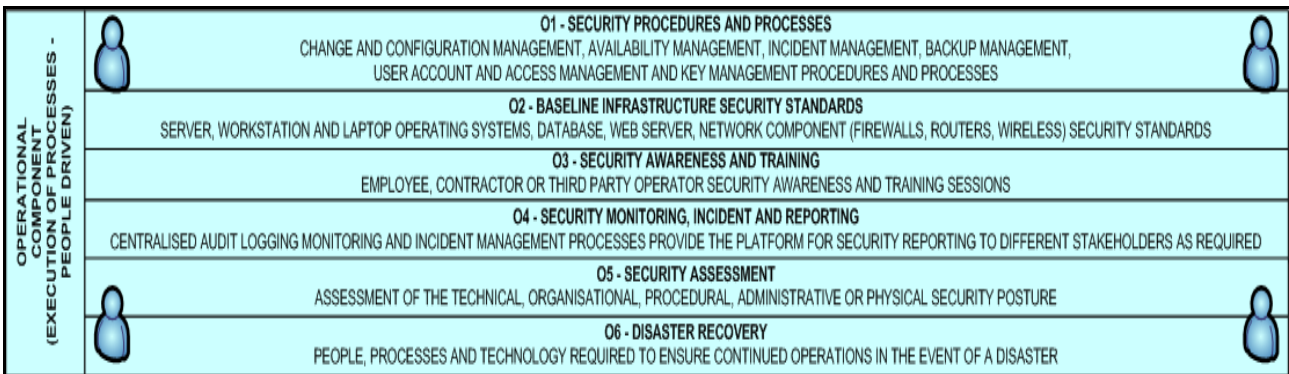 OPERATIONAL
COMPONENT
(EXECUTION OF PROCESSES -
PEOPLE DRIVEN)
O1 - SECURITY PROCEDURES AND PROCESSES
CHANGE AND CONFIGURATION MANAGEMENT, AVAILABILITY MANAGEMENT, INCIDENT MANAGEMENT, BACKUP MANAGEMENT,
USER ACCOUNT AND ACCESS MANAGEMENT AND KEY MANAGEMENT PROCEDURES AND PROCESSES
O2 - BASELINE INFRASTRUCTURE SECURITY STANDARDS
SERVER, WORKSTATION AND LAPTOP OPERATING SYSTEMS, DATABASE, WEB SERVER, NETWORK COMPONENT (FIREWALLS, ROUTERS, WIRELESS) SECURITY STANDARDS
O3 - SECURITY AWARENESS AND TRAINING
EMPLOYEE, CONTRACTOR OR THIRD PARTY OPERATOR SECURITY AWARENESS AND TRAINING SESSIONS
O4 - SECURITY MONITORING, INCIDENT AND REPORTING
CENTRALISED AUDIT LOGGING MONITORING AND INCIDENT MANAGEMENT PROCESSES PROVIDE THE PLATFORM FOR SECURITY REPORTING TO DIFFERENT STAKEHOLDERS AS REQUIRED
O5 - SECURITY ASSESSMENT
ASSESSMENT OF THE TECHNICAL, ORGANISATIONAL, PROCEDURAL, ADMINISTRATIVE OR PHYSICAL SECURITY POSTURE
O6 - DISASTER RECOVERY
PEOPLE, PROCESSES AND TECHNOLOGY REQUIRED TO ENSURE CONTINUED OPERATIONS IN THE EVENT OF A DISASTER